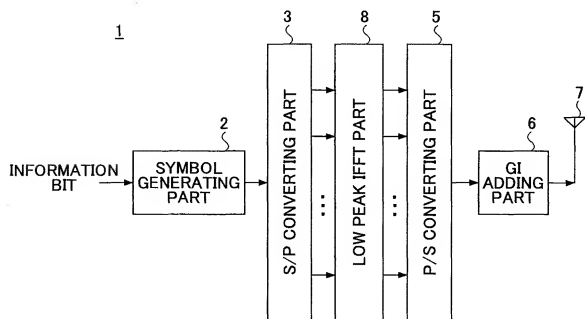 1
3
8
5
7
2
6
INFORMATION
BIT
SYMBOL
GENERATING
PART
S/P CONVERTING PART
LOW PEAK IFFT PART
P/S CONVERTING PART
GI
ADDING
PART